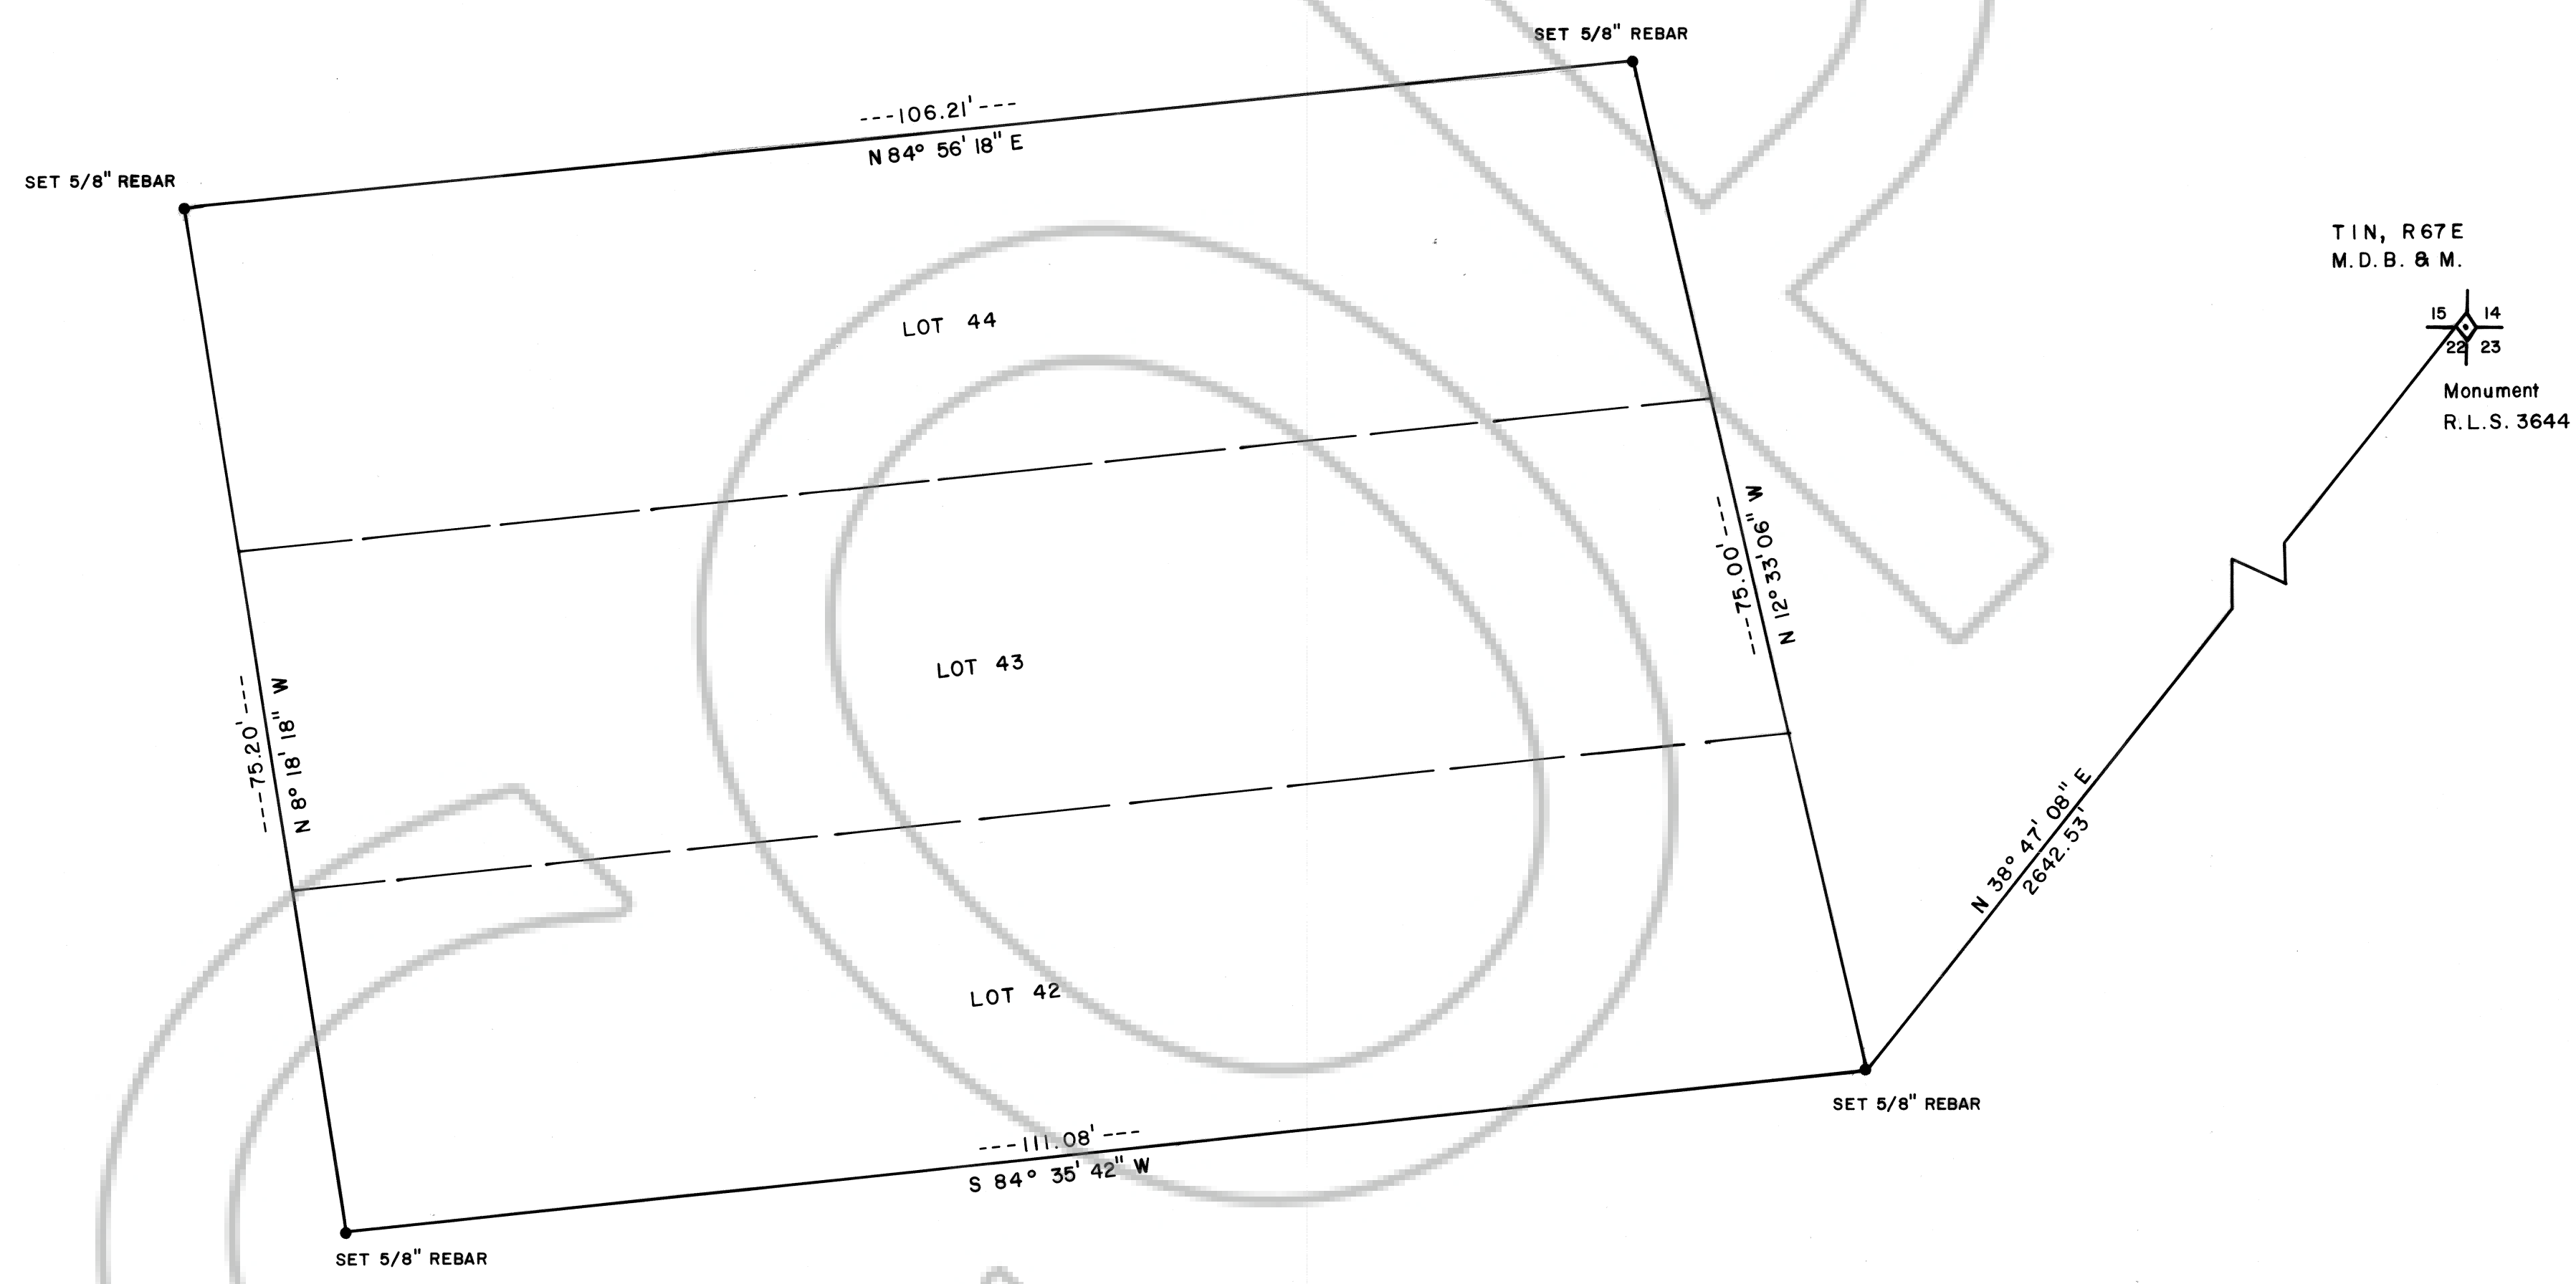 SET 5/8" REBAR
---106.21'---
N 84° 56' 18" E
SET 5/8" REBAR
TIN, R67E
M.D.B. & M.
15 14
22 23
Monument
R.L.S. 3644
LOT 44
---75.00'---
N 12° 33' 06" W
LOT 43
---75.20'---
N 8° 18' 18" W
N 38° 47' 08" E
2642.53'
LOT 42
SET 5/8" REBAR
---111.08'---
S 84° 35' 42" W
SET 5/8" REBAR